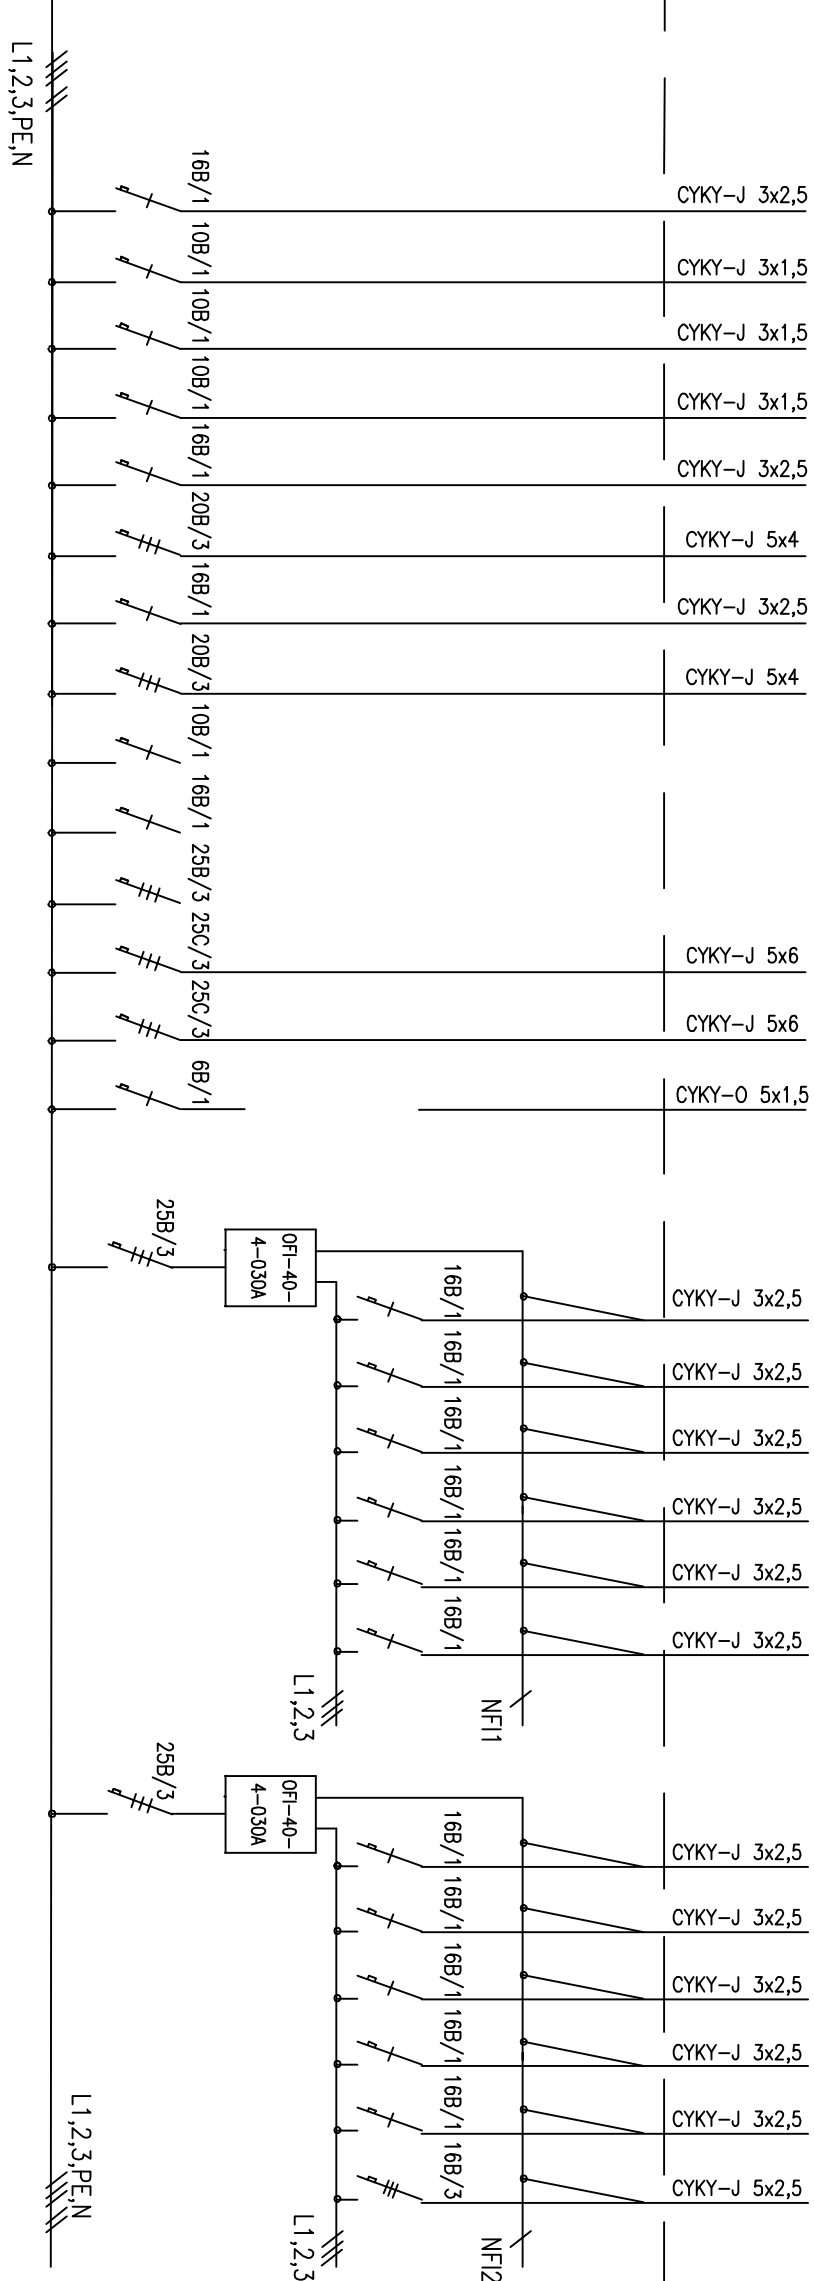 L1,2,3,PE,N
16B/1
CYKY-J 3x2,5
10B/1
CYKY-J 3x1,5
10B/1
CYKY-J 3x1,5
10B/1
CYKY-J 3x1,5
16B/1
CYKY-J 3x2,5
20B/3
CYKY-J 5x4
16B/1
CYKY-J 3x2,5
20B/3
CYKY-J 5x4
10B/1
16B/1
25B/3
25C/3
CYKY-J 5x6
25C/3
CYKY-J 5x6
6B/1
CYKY-O 5x1,5
25B/3
OFI-40-
4-030A
16B/1
CYKY-J 3x2,5
16B/1
CYKY-J 3x2,5
16B/1
CYKY-J 3x2,5
16B/1
CYKY-J 3x2,5
16B/1
CYKY-J 3x2,5
16B/1
CYKY-J 3x2,5
L1,2,3
NFI1
25B/3
OFI-40-
4-030A
16B/1
CYKY-J 3x2,5
16B/1
CYKY-J 3x2,5
16B/1
CYKY-J 3x2,5
16B/1
CYKY-J 3x2,5
16B/1
CYKY-J 3x2,5
16B/3
CYKY-J 5x2,5
L1,2,3,PE,N
L1,2,3
NFI2